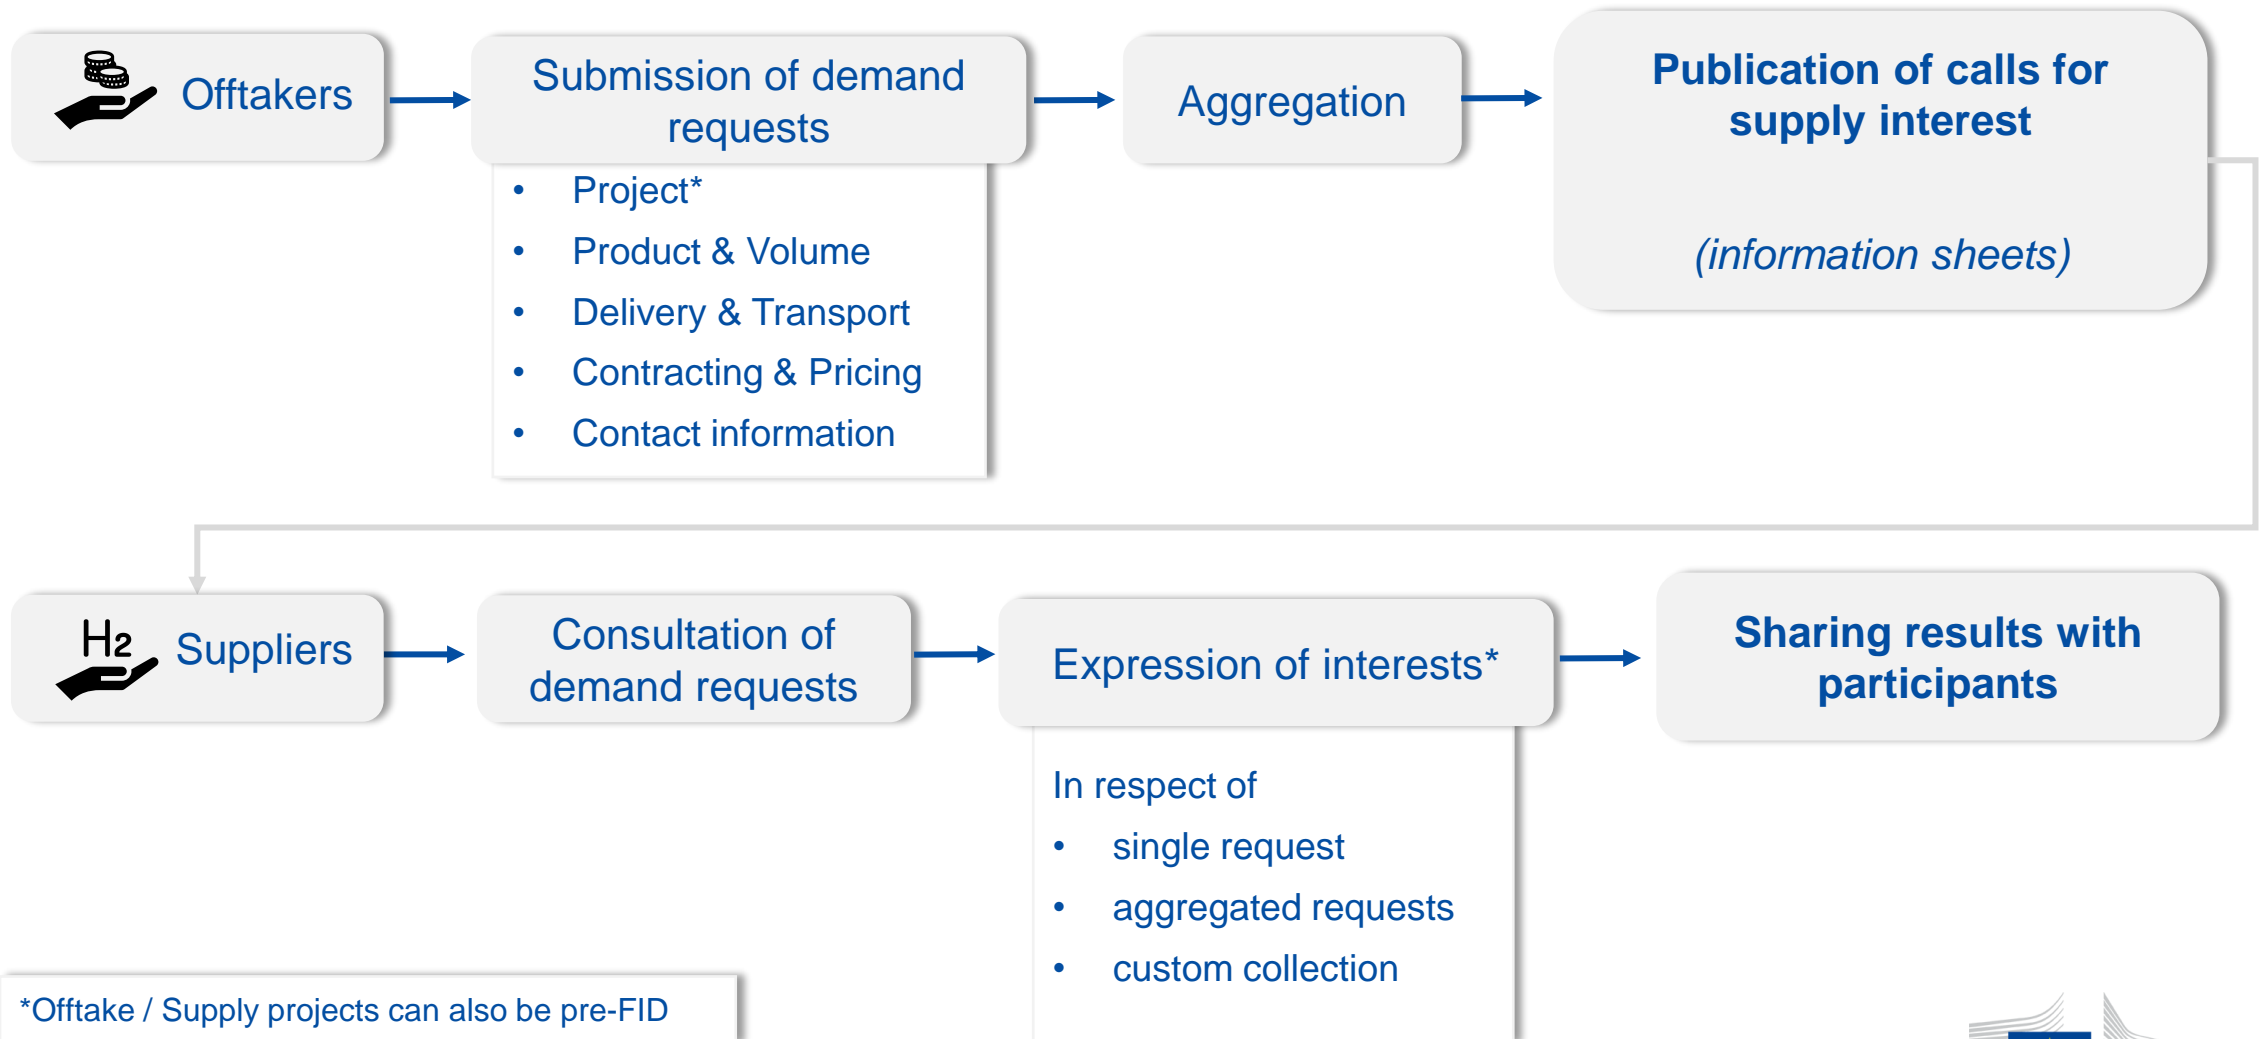 Offtakers
Submission of demand
requests
• Project*
• Product & Volume
• Delivery & Transport
• Contracting & Pricing
• Contact information
Aggregation
Publication of calls for
supply interest
(information sheets)
H2
Suppliers
Consultation of
demand requests
Expression of interests*
In respect of
• single request
• aggregated requests
• custom collection
Sharing results with
participants
*Offtake / Supply projects can also be pre-FID